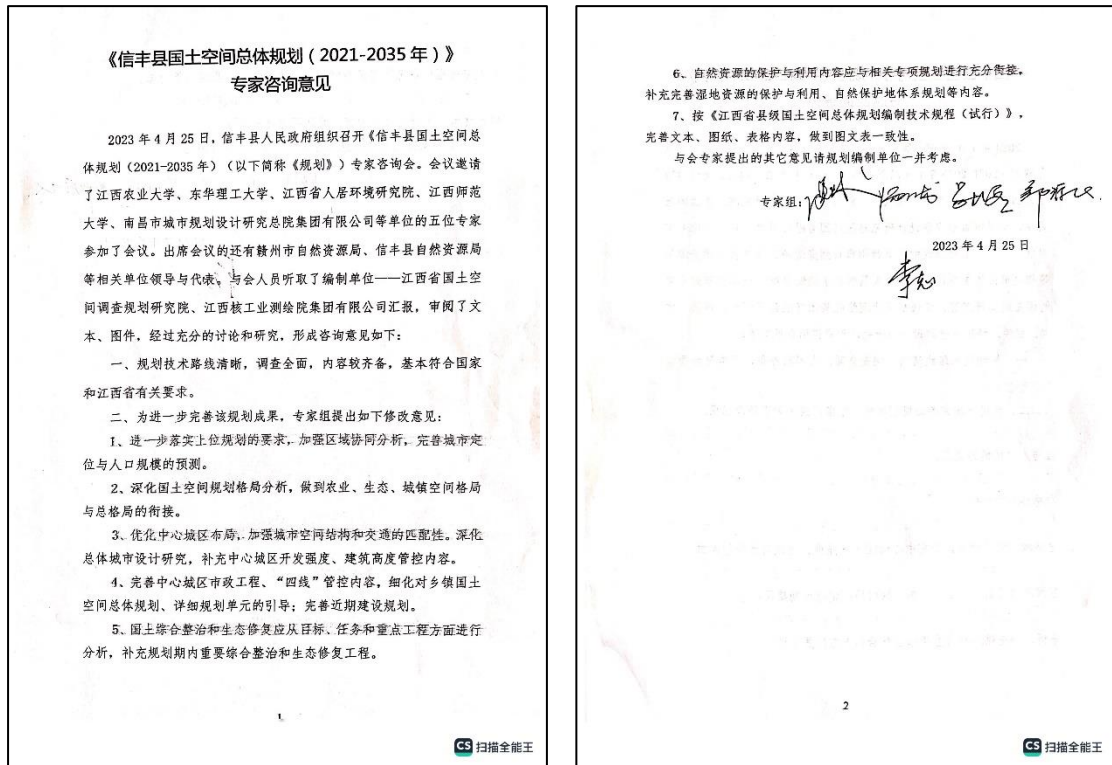 《信丰县国土空间总体规划（2021-2035年）》
专家咨询意见
2023年4月25日，信丰县人民政府组织召开《信丰县国土空间总
体规划（2021-2035年）（以下简称《规划》）专家咨询会。会议邀请
了江西农业大学、东华理工大学、江西省人居环境研究院、江西师范
大学、南昌市城市规划设计研究总院集团有限公司等单位的五位专家
参加了会议。出席会议的还有赣州市自然资源局、信丰县自然资源局
等相关单位领导与代表。与会人员听取了编制单位——江西省国土空
间调查规划研究院、江西核工业测绘院集团有限公司汇报，审阅了文
本、图件，经过充分的讨论和研究，形成咨询意见如下：
一、规划技术路线清晰，调查全面，内容较齐备，基本符合国家
和江西省有关要求。
二、为进一步完善该规划成果，专家组提出如下修改意见：
1、进一步落实上位规划的要求，加强区域协同分析，完善城市定
位与人口规模的预测。
2、深化国土空间规划格局分析，做到农业、生态、城镇空间格局
与总格局的衔接。
3、优化中心城区布局，加强城市空间结构和交通的匹配性。深化
总体城市设计研究，补充中心城区开发强度、建筑高度管控内容。
4、完善中心城区市政工程、“四线”管控内容，细化对乡镇国土
空间总体规划、详细规划单元的引导；完善近期建设规划。
5、国土综合整治和生态修复应从目标、任务和重点工程方面进行
分析，补充规划期内重要综合整治和生态修复工程。
1
CS 扫描全能王
6、自然资源的保护与利用内容应与相关专项规划进行充分衔接。
补充完善湿地资源的保护与利用、自然保护地体系规划等内容。
7、按《江西省县级国土空间总体规划编制技术规程（试行）》，
完善文本、图纸、表格内容，做到图文表一致性。
与会专家提出的其它意见请规划编制单位一并考虑。
专家组：
2023年4月25日
2
CS 扫描全能王